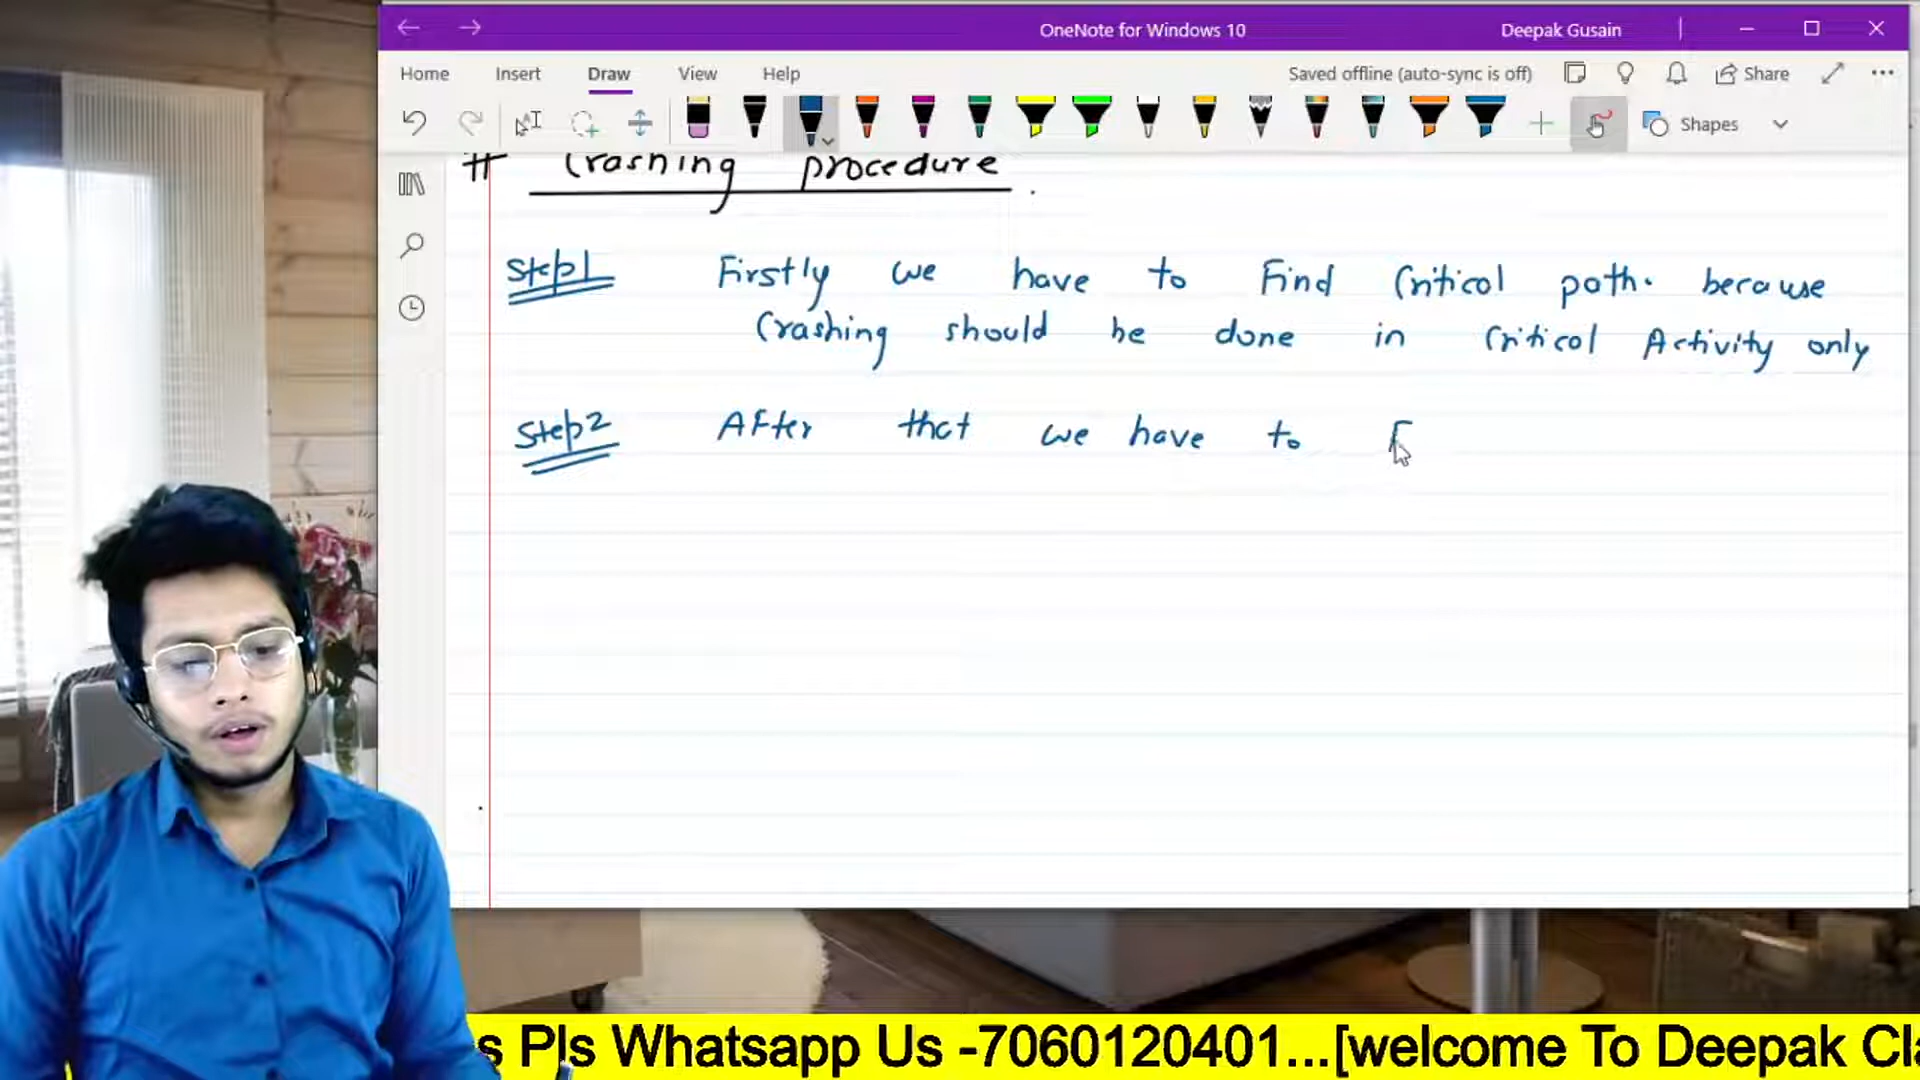 OneNote for Windows 10
Deepak Gusain
Home Insert Draw View Help
Saved offline (auto-sync is off) Share
Shapes
# Crashing procedure
Step1 Firstly we have to Find Critical path. because
Crashing should be done in Critical Activity only
Step2 AFter that we have to F
s Pls Whatsapp Us -7060120401...[welcome To Deepak Cla